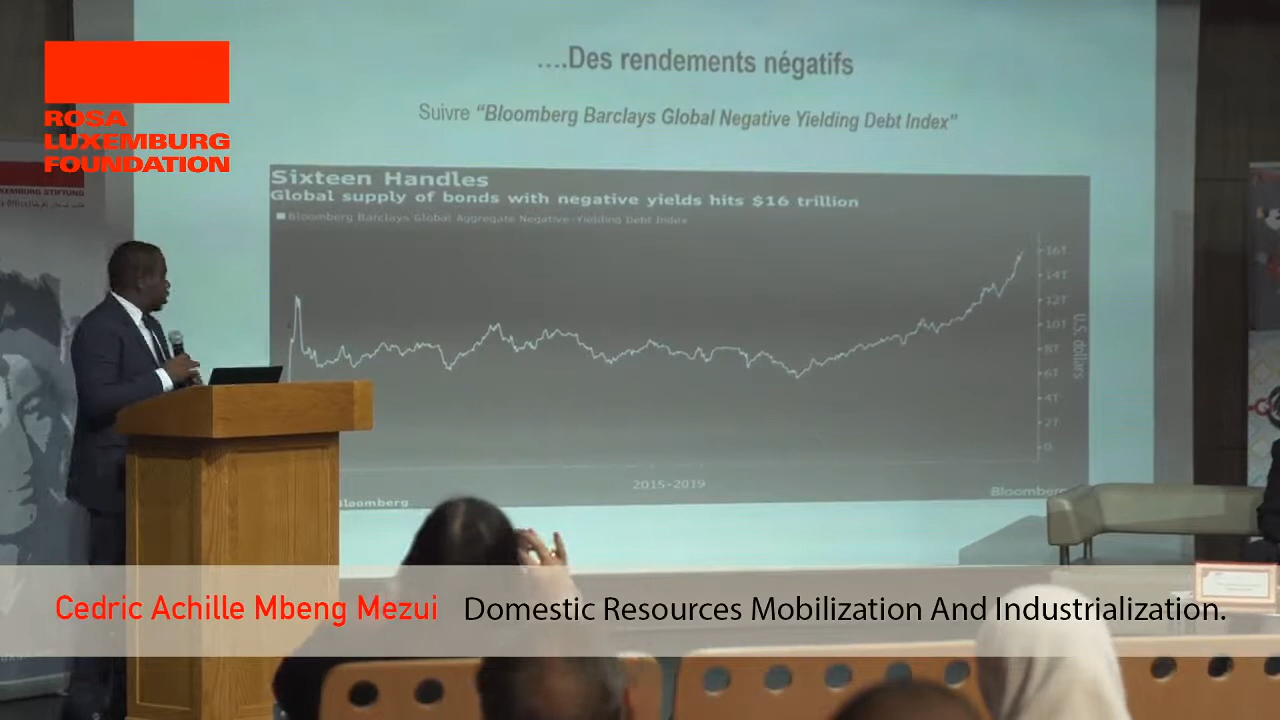 ROSA
LUXEMBURG
FOUNDATION
….Des rendements négatifs
Suivre “Bloomberg Barclays Global Negative Yielding Debt Index”
Sixteen Handles
Global supply of bonds with negative yields hits $16 trillion
Bloomberg Barclays Global Aggregate Negative-Yielding Debt Index
16T
14T
12T
10T
8T
6T
4T
2T
0
U.S. dollars
2015-2019
Bloomberg
Bloomberg
XEMBURG STIFTUNG
Cedric Achille Mbeng Mezui Domestic Resources Mobilization And Industrialization.